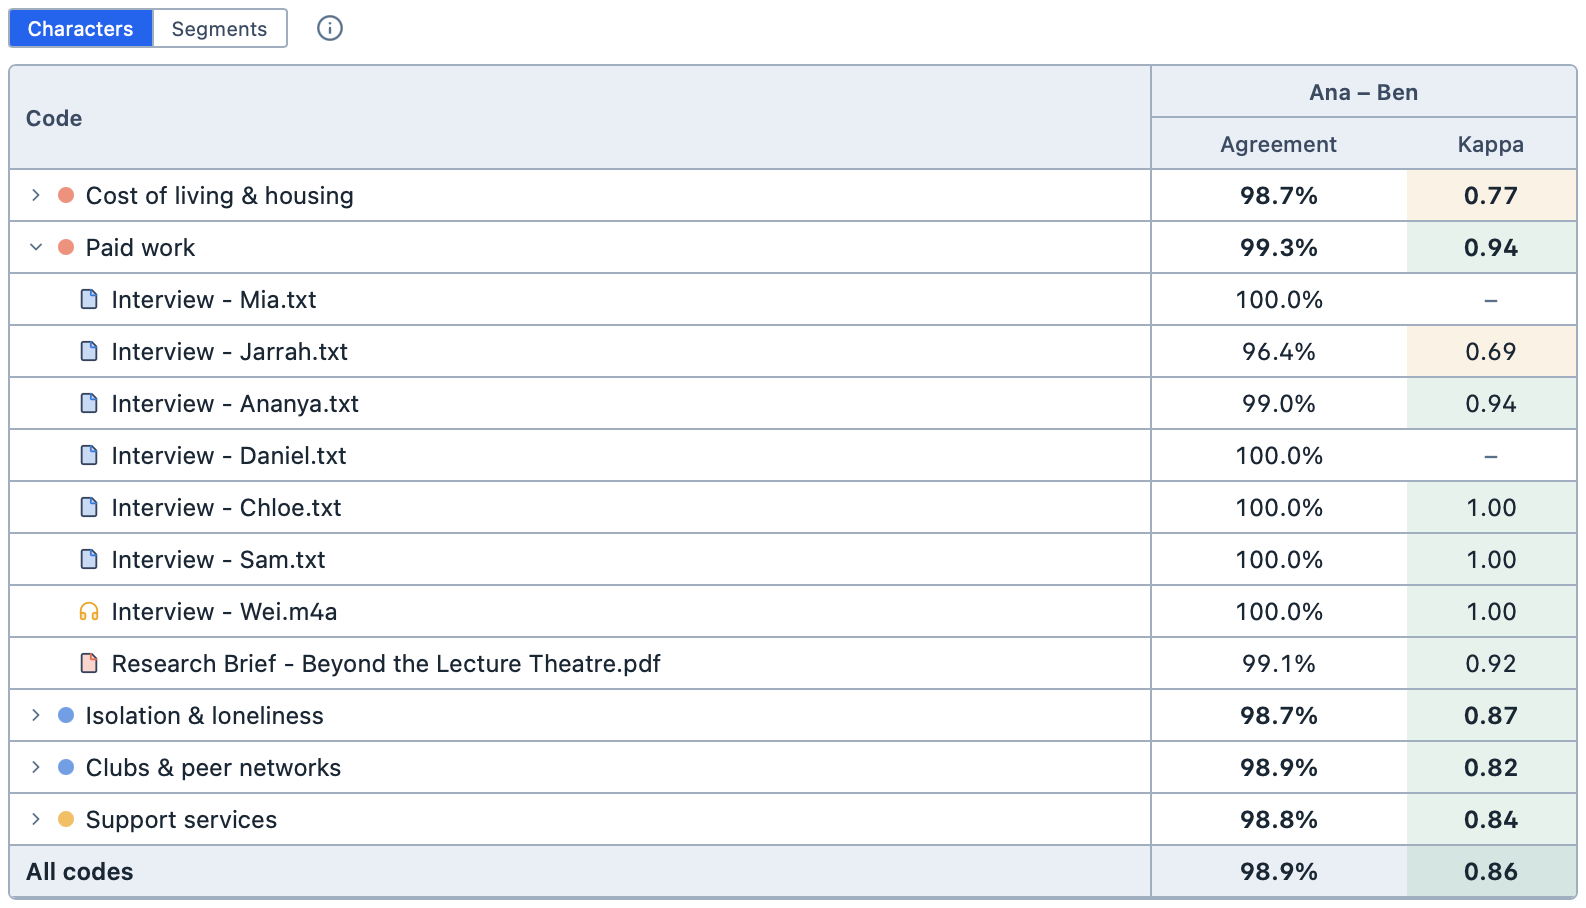 Characters Segments
Code Ana – Ben
Agreement Kappa
Cost of living & housing 98.7% 0.77
Paid work 99.3% 0.94
Interview - Mia.txt 100.0% –
Interview - Jarrah.txt 96.4% 0.69
Interview - Ananya.txt 99.0% 0.94
Interview - Daniel.txt 100.0% –
Interview - Chloe.txt 100.0% 1.00
Interview - Sam.txt 100.0% 1.00
Interview - Wei.m4a 100.0% 1.00
Research Brief - Beyond the Lecture Theatre.pdf 99.1% 0.92
Isolation & loneliness 98.7% 0.87
Clubs & peer networks 98.9% 0.82
Support services 98.8% 0.84
All codes 98.9% 0.86